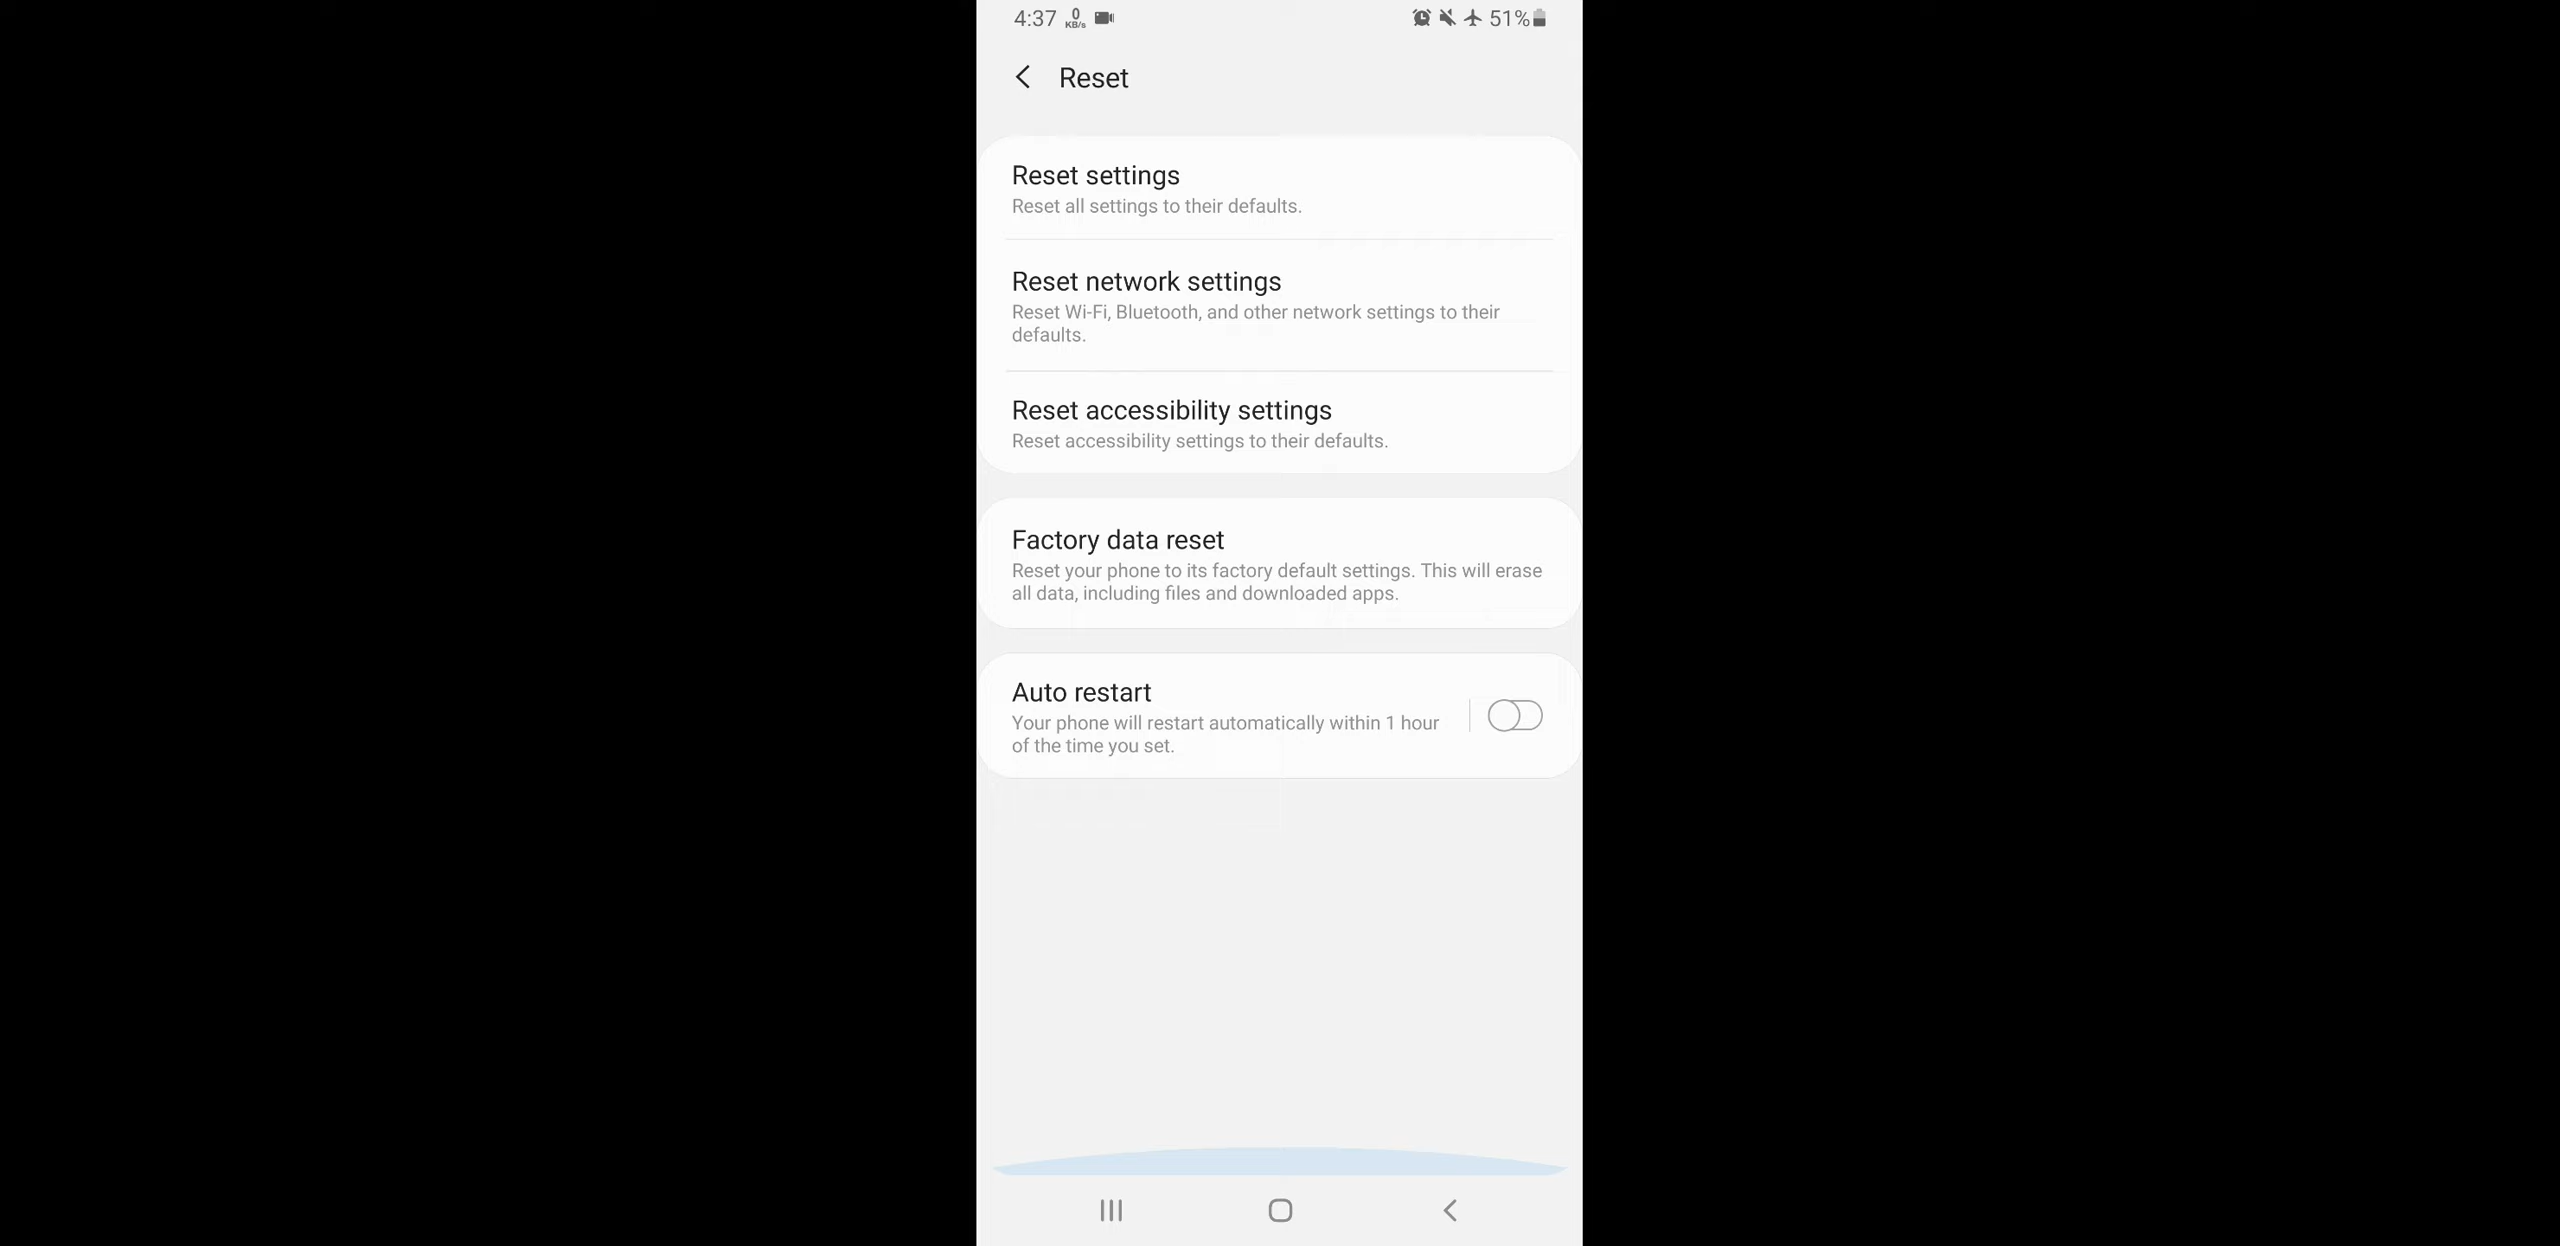 4:37 0 KB/s 51%
Reset
Reset settings
Reset all settings to their defaults.
Reset network settings
Reset Wi-Fi, Bluetooth, and other network settings to their
defaults.
Reset accessibility settings
Reset accessibility settings to their defaults.
Factory data reset
Reset your phone to its factory default settings. This will erase
all data, including files and downloaded apps.
Auto restart
Your phone will restart automatically within 1 hour
of the time you set.